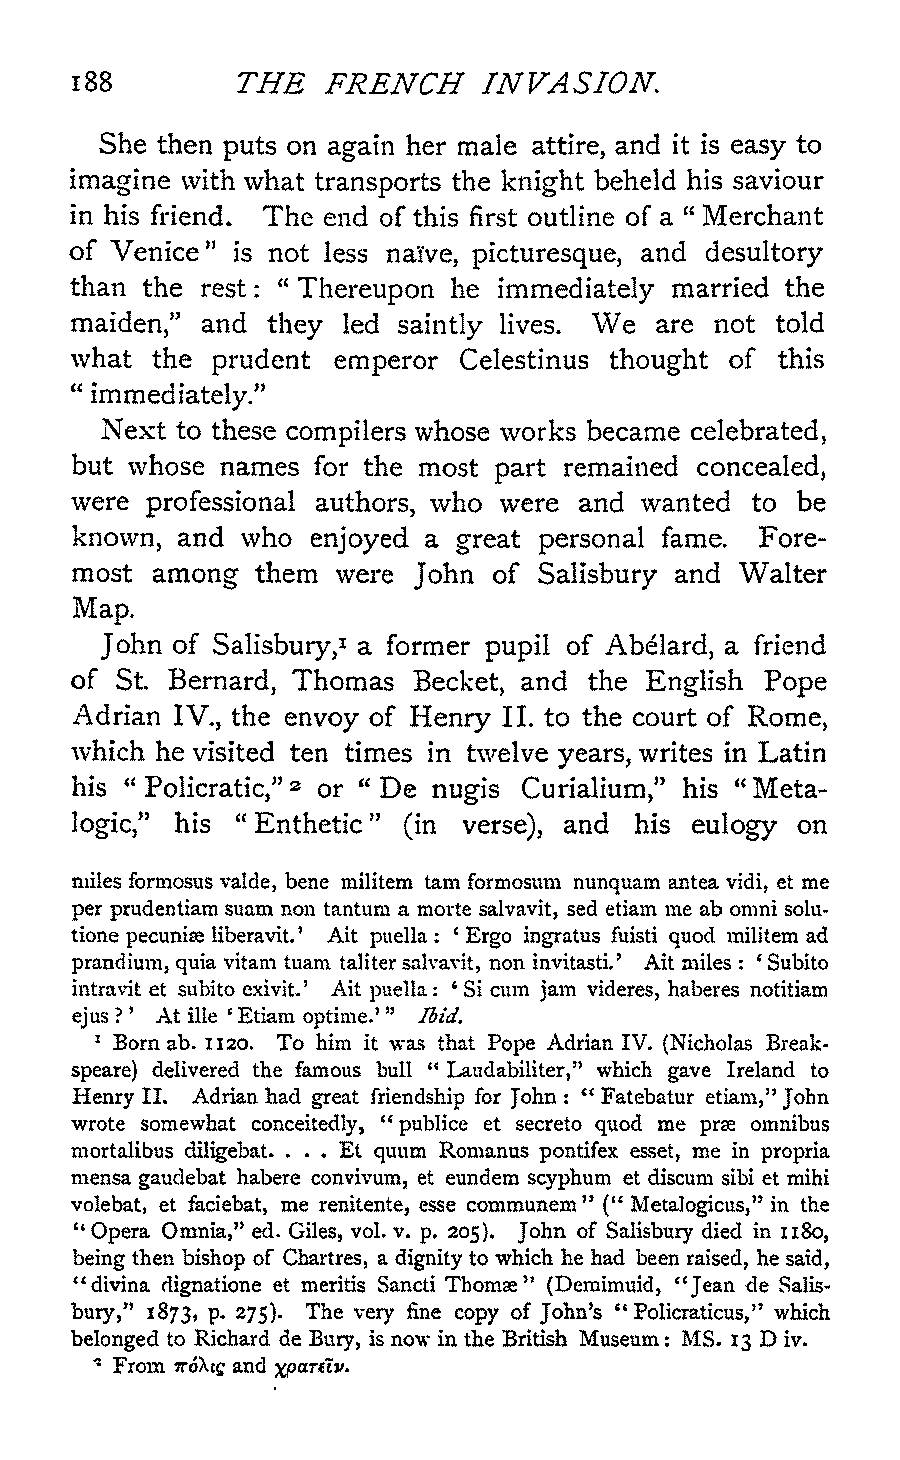 188 THE FRENCH INVASION.
She then puts on again her male attire, and it is easy to
imagine with what transports the knight beheld his saviour
in his friend. The end of this first outline of a “ Merchant
of Venice ” is not less naïve, picturesque, and desultory
than the rest : “ Thereupon he immediately married the
maiden,” and they led saintly lives. We are not told
what the prudent emperor Celestinus thought of this
“ immediately.”
Next to these compilers whose works became celebrated,
but whose names for the most part remained concealed,
were professional authors, who were and wanted to be
known, and who enjoyed a great personal fame. Fore-
most among them were John of Salisbury and Walter
Map.
John of Salisbury,¹ a former pupil of Abélard, a friend
of St. Bernard, Thomas Becket, and the English Pope
Adrian IV., the envoy of Henry II. to the court of Rome,
which he visited ten times in twelve years, writes in Latin
his “ Policratic,” ² or “ De nugis Curialium,” his “ Meta-
logic,” his “ Enthetic ” (in verse), and his eulogy on
miles formosus valde, bene militem tam formosum nunquam antea vidi, et me
per prudentiam suam non tantum a morte salvavit, sed etiam me ab omni solu-
tione pecuniæ liberavit.’ Ait puella : ‘ Ergo ingratus fuisti quod militem ad
prandium, quia vitam tuam taliter salvavit, non invitasti.’ Ait miles : ‘ Subito
intravit et subito exivit.’ Ait puella : ‘ Si cum jam videres, haberes notitiam
ejus ? ’ At ille ‘ Etiam optime.’ ” Ibid.
¹ Born ab. 1120. To him it was that Pope Adrian IV. (Nicholas Break-
speare) delivered the famous bull “ Laudabiliter,” which gave Ireland to
Henry II. Adrian had great friendship for John : “ Fatebatur etiam,” John
wrote somewhat conceitedly, “ publice et secreto quod me præ omnibus
mortalibus diligebat. . . . Et quum Romanus pontifex esset, me in propria
mensa gaudebat habere convivum, et eundem scyphum et discum sibi et mihi
volebat, et faciebat, me renitente, esse communem ” (“ Metalogicus,” in the
“ Opera Omnia,” ed. Giles, vol. v. p. 205). John of Salisbury died in 1180,
being then bishop of Chartres, a dignity to which he had been raised, he said,
“ divina dignatione et meritis Sancti Thomæ ” (Demimuid, “ Jean de Salis-
bury,” 1873, p. 275). The very fine copy of John’s “ Policraticus,” which
belonged to Richard de Bury, is now in the British Museum : MS. 13 D iv.
² From πόλις and χρατεῖν.